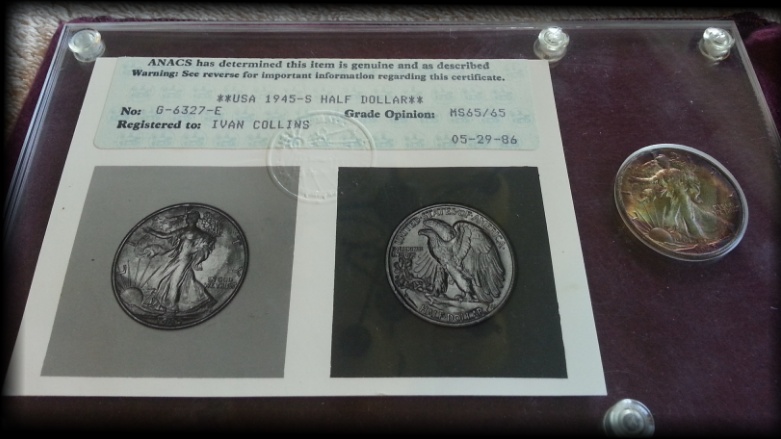 ANACS has determined this item is genuine and as described
Warning: See reverse for important information regarding this certificate.
**USA 1945-S HALF DOLLAR**
No: G-6327-E Grade Opinion: MS65/65
Registered to: IVAN COLLINS
05-29-86